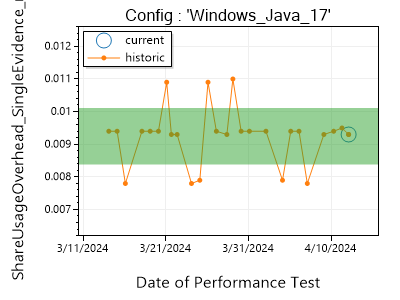 Config : 'Windows_Java_17'
ShareUsageOverhead_SingleEvidence_
current
historic
0.012
0.011
0.01
0.009
0.008
0.007
3/11/2024
3/21/2024
3/31/2024
4/10/2024
Date of Performance Test